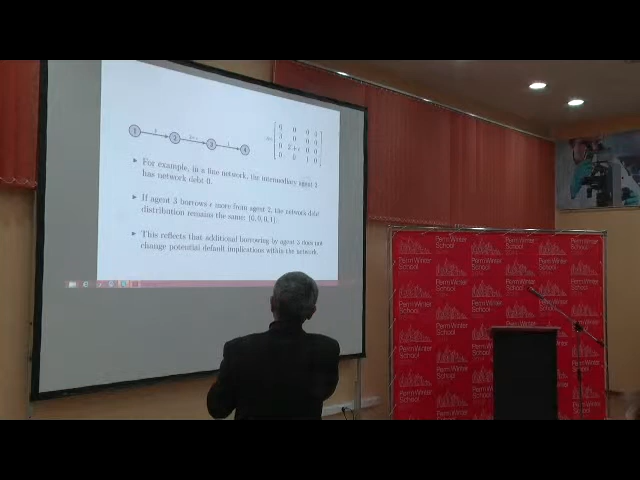 1 2 3 4
For example, in a line network, the intermediary agent
has network debt 0.
If agent 3 borrows ε more from agent 2, the network debt
distribution remains the same: (0, 0, 0, 1).
This reflects that additional borrowing by agent 3 does not
change potential default implications within the network.
Perm Winter
School